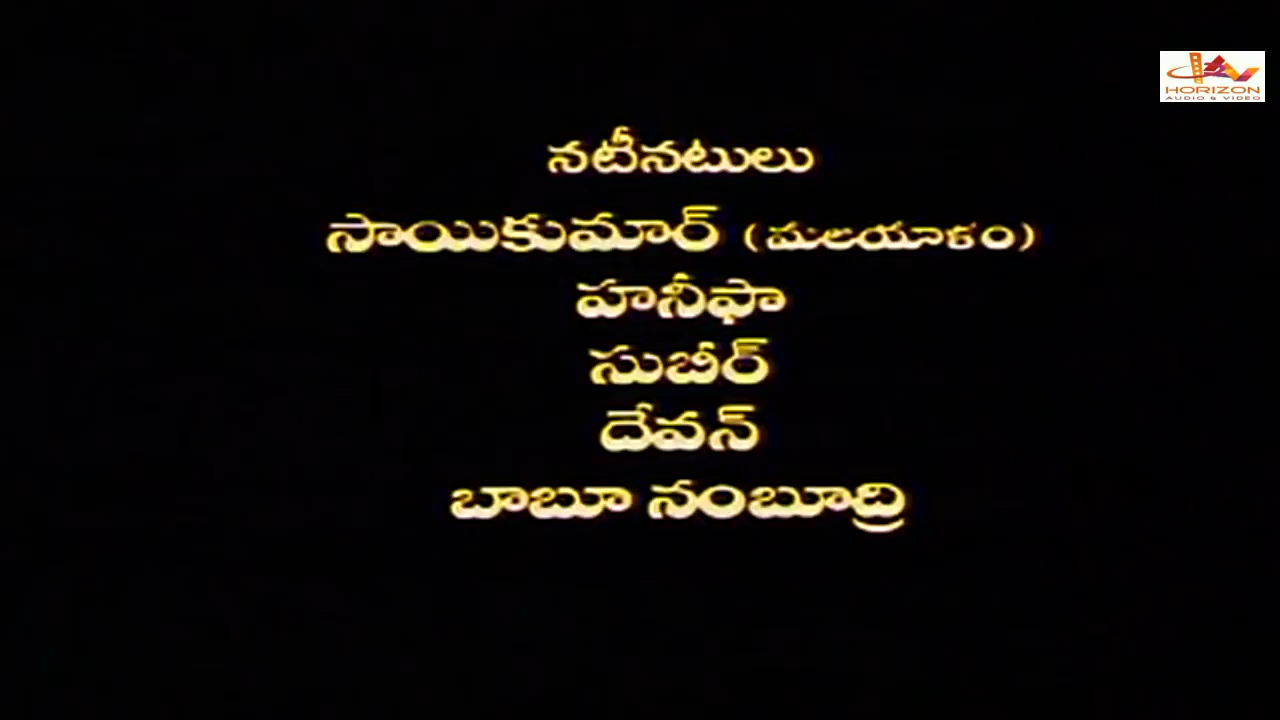 HORIZON
AUDIO & VIDEO
నటీనటులు
సాయికుమార్ (మలయాళం)
హనీఫా
సుబీర్
దేవన్
బాబూ నంబూద్రి